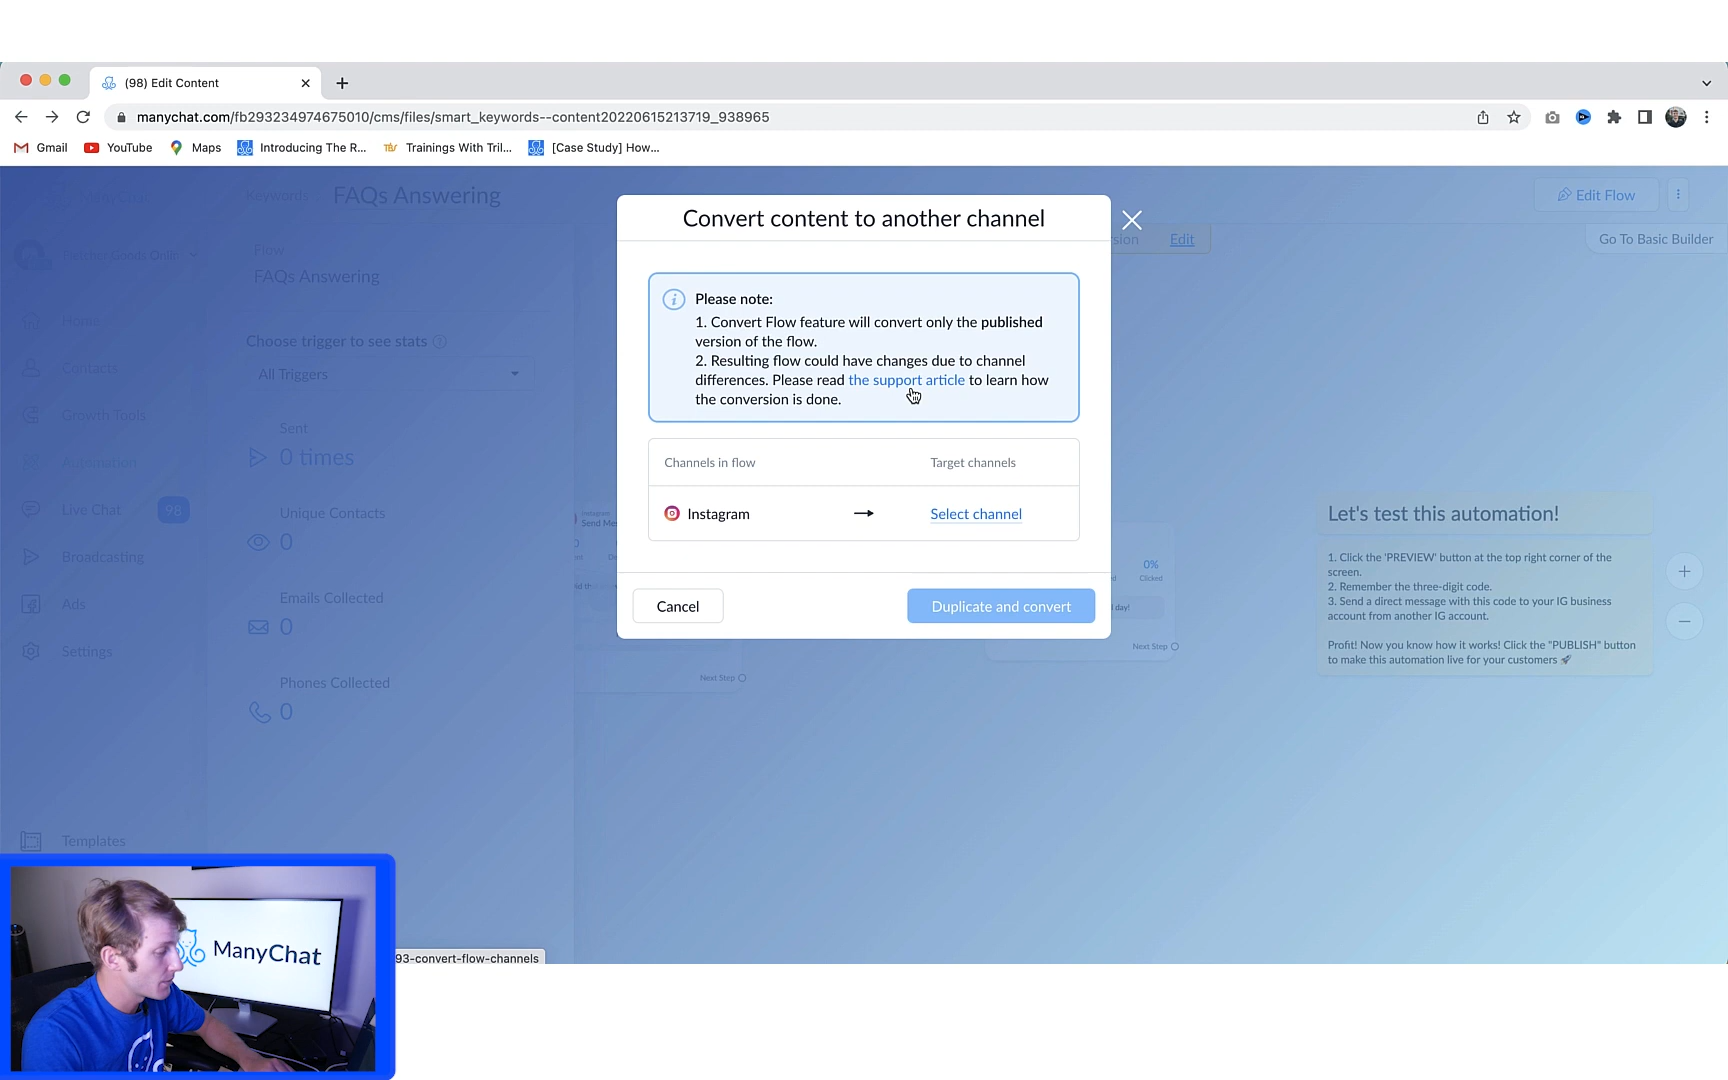 (98) Edit Content
manychat.com/fb293234974675010/cms/files/smart_keywords--content20220615213719_938965
Gmail YouTube Maps Introducing The R... Trainings With Tril... [Case Study] How...
Keywords FAQs Answering
Edit Flow
Edit
Go To Basic Builder
Flow
FAQs Answering
Home
Contacts
Growth Tools
Automation
Live Chat 98
Broadcasting
Ads
Settings
Templates
Choose trigger to see stats
All Triggers
Sent
0 times
Unique Contacts
0
Emails Collected
0
Phones Collected
0
Convert content to another channel
Please note:
1. Convert Flow feature will convert only the published
version of the flow.
2. Resulting flow could have changes due to channel
differences. Please read the support article to learn how
the conversion is done.
Channels in flow Target channels
Instagram Select channel
Cancel Duplicate and convert
0%
Clicked
day!
Next Step
Next Step
Let's test this automation!
1. Click the 'PREVIEW' button at the top right corner of the
screen.
2. Remember the three-digit code.
3. Send a direct message with this code to your IG business
account from another IG account.
Profit! Now you know how it works! Click the "PUBLISH" button
to make this automation live for your customers 🚀
93-convert-flow-channels
ManyChat